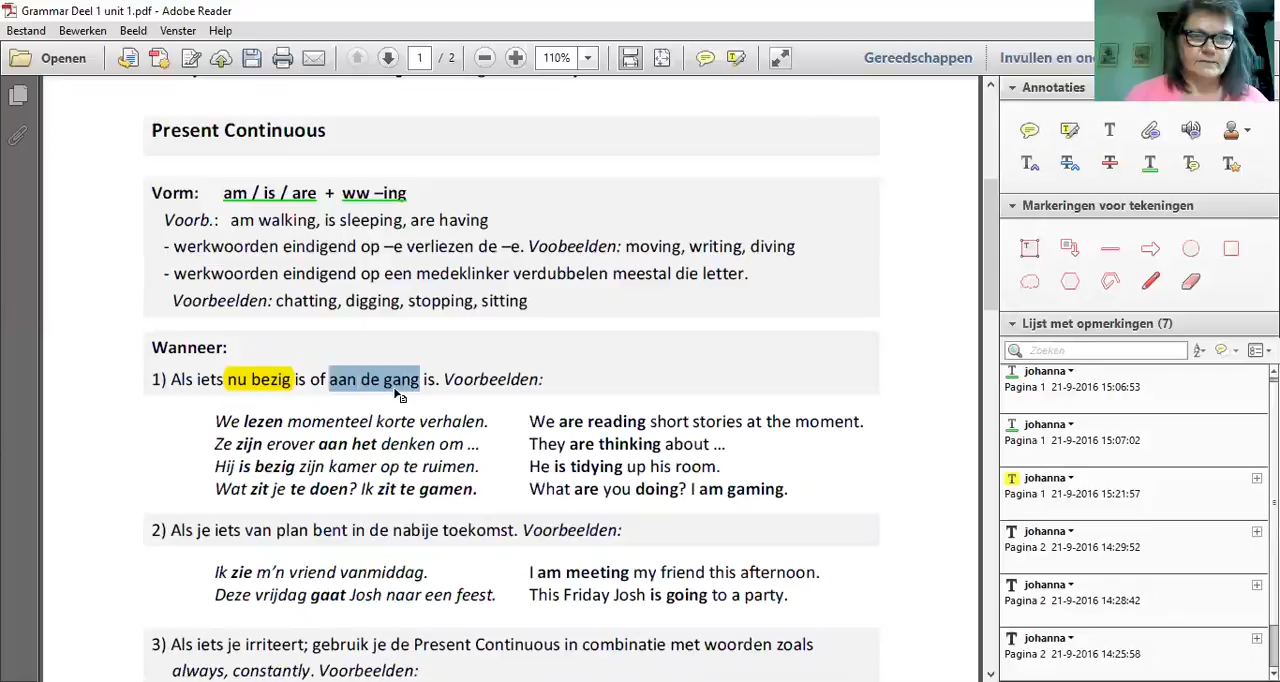 Grammar Deel 1 unit 1.pdf - Adobe Reader
Bestand Bewerken Beeld Venster Help
Openen 1 / 2 110% Gereedschappen Invullen en on
Present Continuous
Vorm: am / is / are + ww –ing
Voorb.: am walking, is sleeping, are having
- werkwoorden eindigend op –e verliezen de –e. Voobeelden: moving, writing, diving
- werkwoorden eindigend op een medeklinker verdubbelen meestal die letter.
Voorbeelden: chatting, digging, stopping, sitting
Wanneer:
1) Als iets nu bezig is of aan de gang is. Voorbeelden:
We lezen momenteel korte verhalen. We are reading short stories at the moment.
Ze zijn erover aan het denken om ... They are thinking about ...
Hij is bezig zijn kamer op te ruimen. He is tidying up his room.
Wat zit je te doen? Ik zit te gamen. What are you doing? I am gaming.
2) Als je iets van plan bent in de nabije toekomst. Voorbeelden:
Ik zie m’n vriend vanmiddag. I am meeting my friend this afternoon.
Deze vrijdag gaat Josh naar een feest. This Friday Josh is going to a party.
3) Als iets je irriteert; gebruik je de Present Continuous in combinatie met woorden zoals
always, constantly. Voorbeelden:
Annotaties
Markeringen voor tekeningen
Lijst met opmerkingen (7)
Zoeken
johanna
Pagina 1 21-9-2016 15:06:53
johanna
Pagina 1 21-9-2016 15:07:02
johanna
Pagina 1 21-9-2016 15:21:57
johanna
Pagina 2 21-9-2016 14:29:52
johanna
Pagina 2 21-9-2016 14:28:42
johanna
Pagina 2 21-9-2016 14:25:58